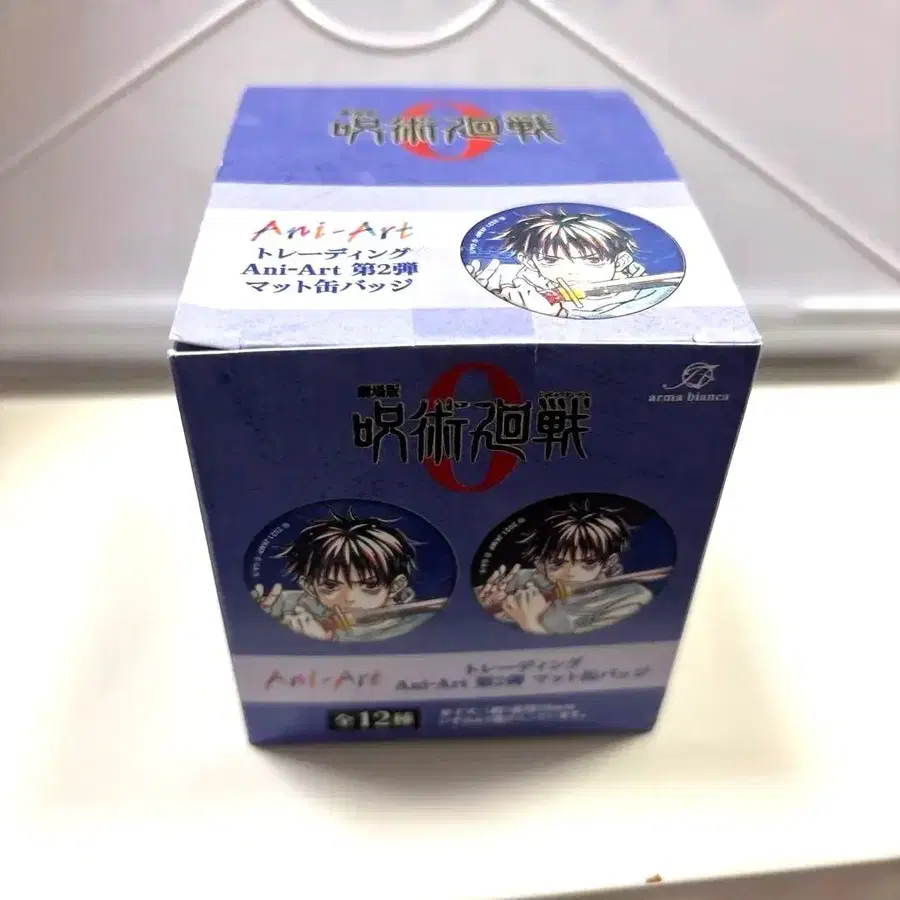 劇場版
呪術廻戦
0
Ani-Art
トレーディング
Ani-Art 第2弾
マット缶バッジ
劇場版
呪術廻戦
0
arma bianca
Ani-Art
トレーディング
Ani-Art 第2弾 マット缶バッジ
全12種